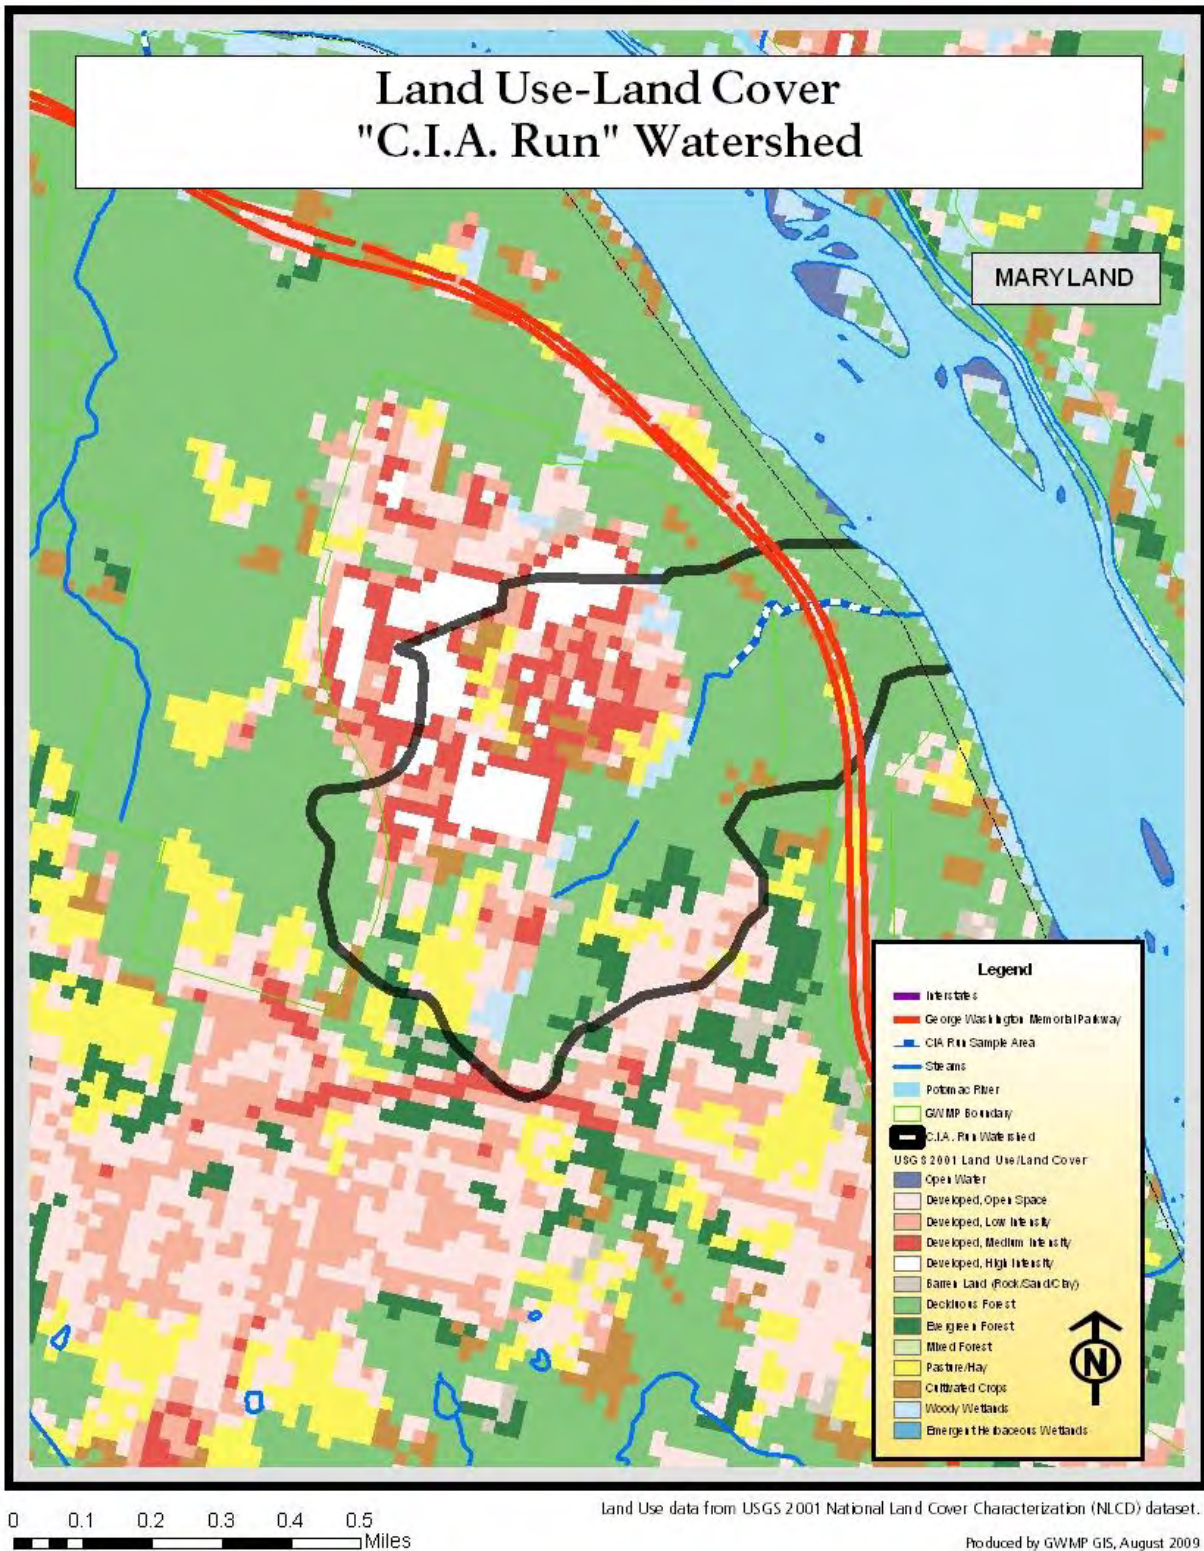 Land Use-Land Cover
"C.I.A. Run" Watershed
MARYLAND
Legend
Interstates
George Washington Memorial Parkway
CIA Run Sample Area
Streams
Potomac River
GWMP Boundary
C.I.A. Run Watershed
USGS 2001 Land Use/Land Cover
Open Water
Developed, Open Space
Developed, Low Intensity
Developed, Medium Intensity
Developed, High Intensity
Barren Land (Rock/Sand/Clay)
Deciduous Forest
Evergreen Forest
Mixed Forest
Pasture/Hay
Cultivated Crops
Woody Wetlands
Emergent Herbaceous Wetlands
N
0 0.1 0.2 0.3 0.4 0.5
Miles
Land Use data from USGS 2001 National Land Cover Characterization (NLCD) dataset.
Produced by GWMP GIS, August 2009